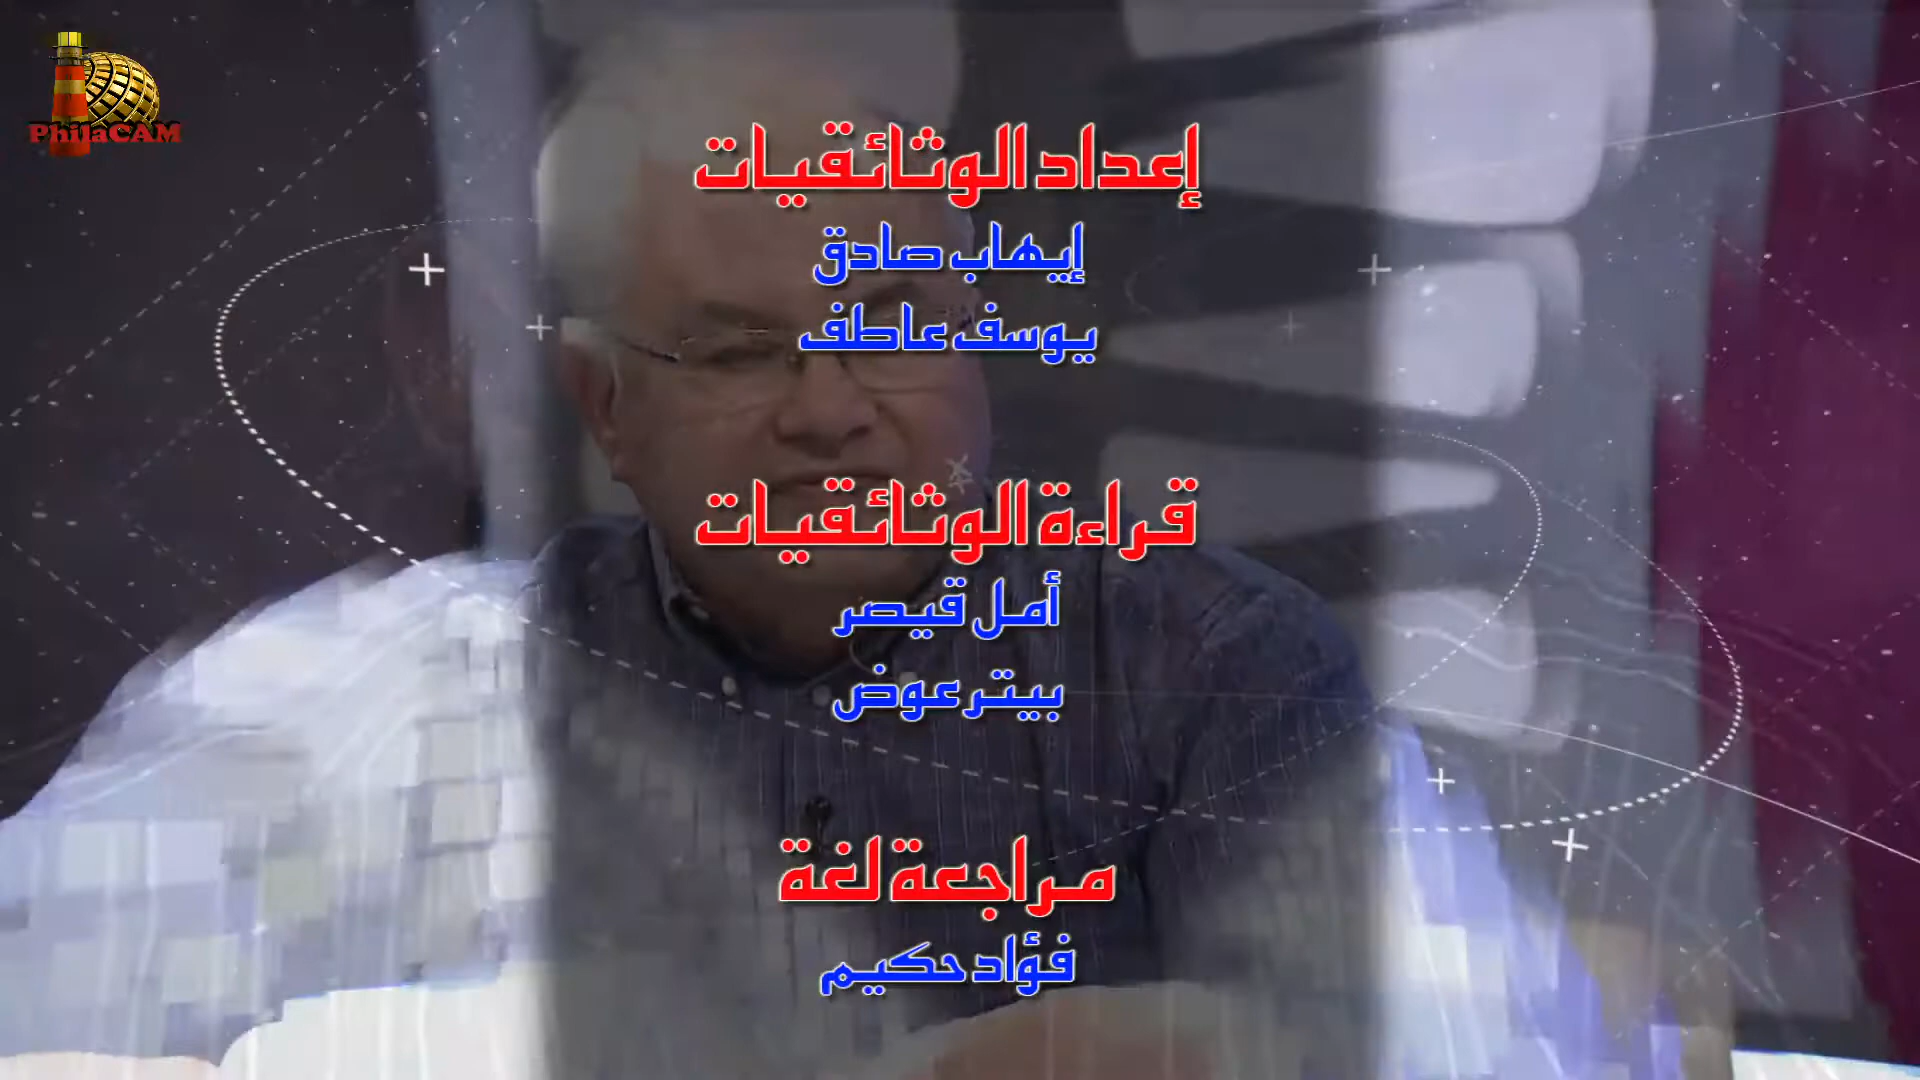 PhilaCAM
إعداد الوثائقيات
إيهاب صادق
يوسف عاطف
قراءة الوثائقيات
أمل قيصر
بيتر عوض
مراجعة لغة
فؤاد حكيم